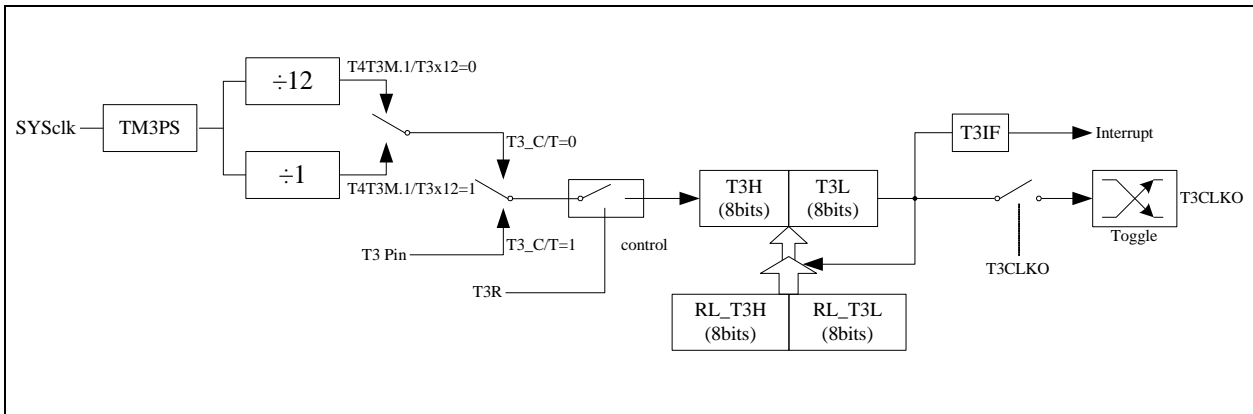 ÷12
T4T3M.1/T3x12=0
SYSclk
TM3PS
T3_C/T=0
÷1
T4T3M.1/T3x12=1
T3IF
Interrupt
T3H
(8bits)
T3L
(8bits)
T3CLKO
Toggle
control
T3 Pin
T3_C/T=1
T3CLKO
T3R
RL_T3H
(8bits)
RL_T3L
(8bits)